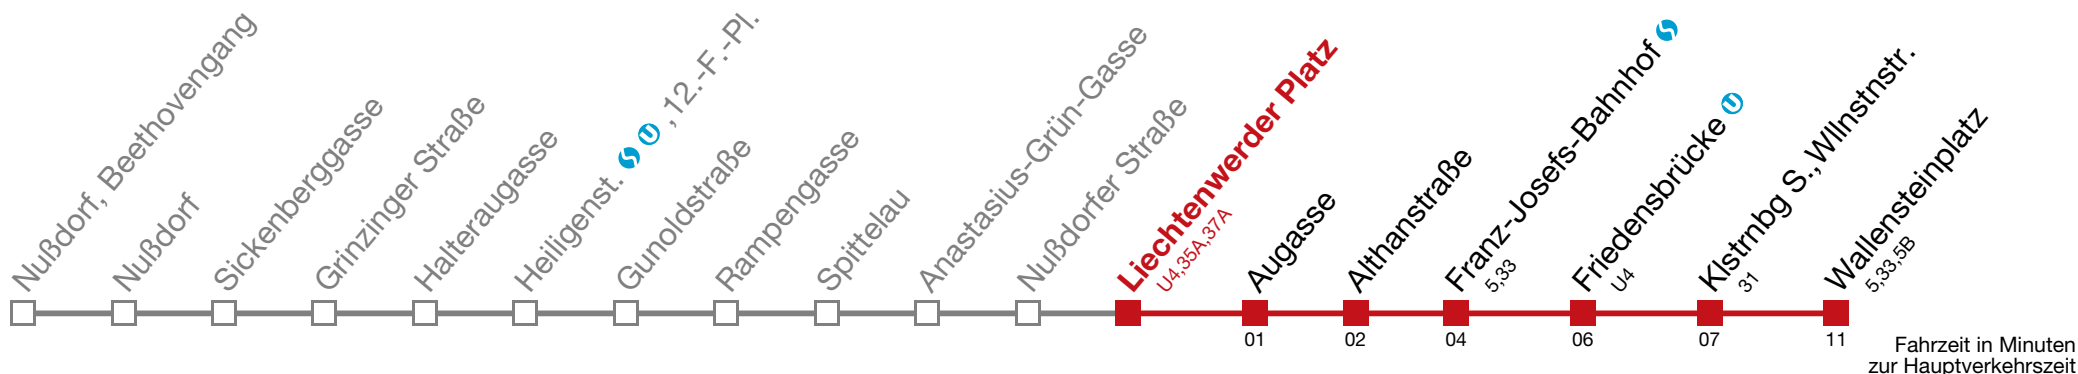 Nußdorf, Beethovengang
Nußdorf
Sickenberggasse
Grinzinger Straße
Halteraugasse
Heiligenst. S U , 12.-F.-Pl.
Gunoldstraße
Rampengasse
Spittelau
Anastasius-Grün-Gasse
Nußdorfer Straße
Liechtenwerder Platz
U4,35A,37A
Augasse
Althanstraße
Franz-Josefs-Bahnhof S
5,33
Friedensbrücke U
U4
Klstrnbg S., Wllnstnstr.
31
Wallensteinplatz
5,33,5B
01
02
04
06
07
11
Fahrzeit in Minuten
zur Hauptverkehrszeit